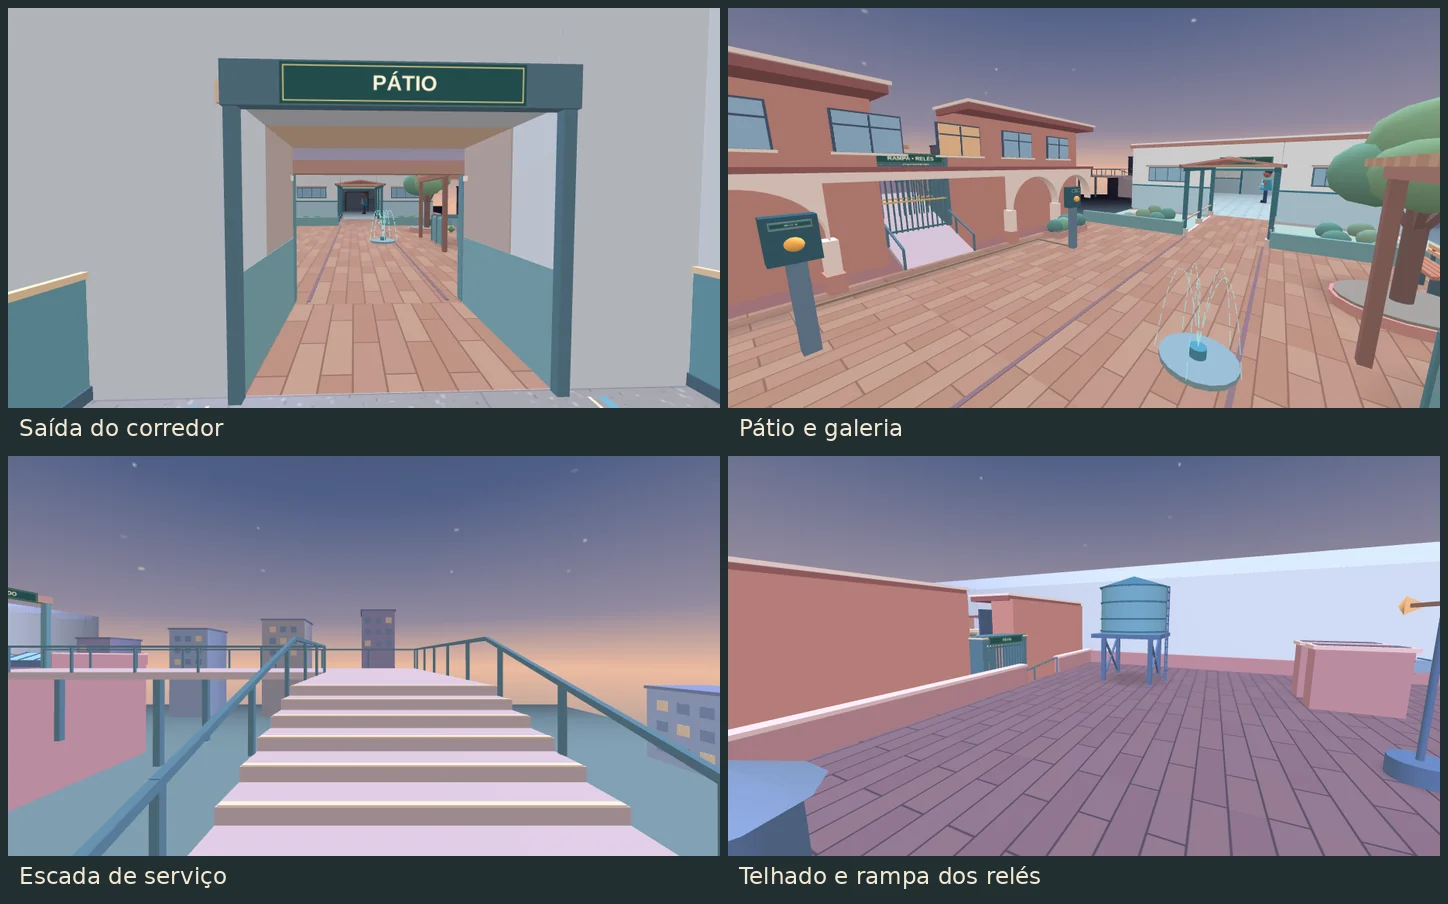 PÁTIO
Saída do corredor
RAMPA • RELÉS
Pátio e galeria
Escada de serviço
Telhado e rampa dos relés